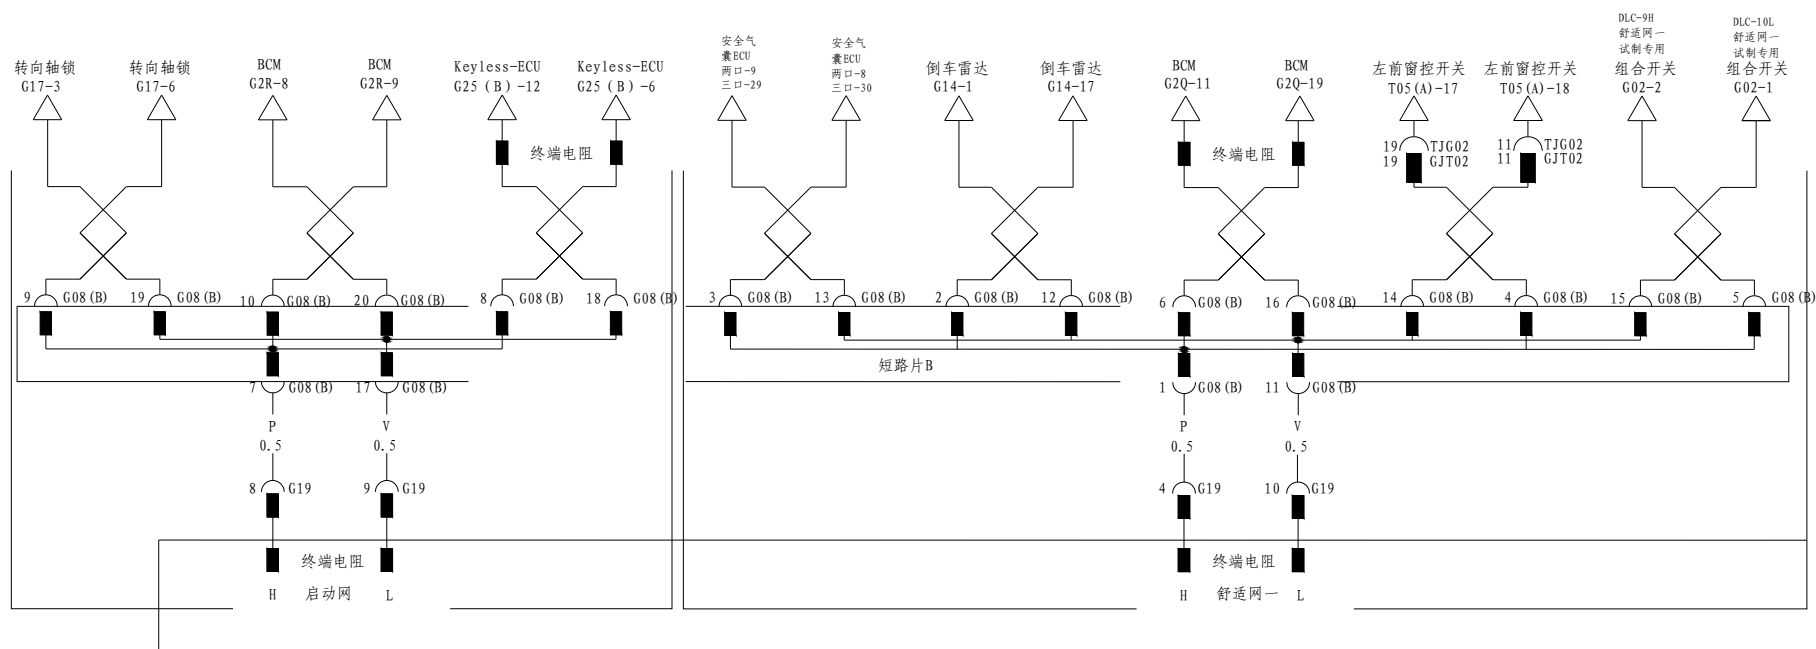 转向轴锁
G17-3
转向轴锁
G17-6
BCM
G2R-8
BCM
G2R-9
Keyless-ECU
G25(B)-12
Keyless-ECU
G25(B)-6
安全气
囊ECU
两口-9
三口-29
安全气
囊ECU
两口-8
三口-30
倒车雷达
G14-1
倒车雷达
G14-17
BCM
G2Q-11
BCM
G2Q-19
左前窗控开关
T05(A)-17
左前窗控开关
T05(A)-18
DLC-9H
舒适网一
试制专用
组合开关
G02-2
DLC-10L
舒适网一
试制专用
组合开关
G02-1
终端电阻
终端电阻
19 TJG02
19 GJT02
11 TJG02
11 GJT02
9 G08(B)
19 G08(B)
10 G08(B)
20 G08(B)
8 G08(B)
18 G08(B)
3 G08(B)
13 G08(B)
2 G08(B)
12 G08(B)
6 G08(B)
16 G08(B)
14 G08(B)
4 G08(B)
15 G08(B)
5 G08(B)
短路片B
7 G08(B)
17 G08(B)
1 G08(B)
11 G08(B)
P
V
P
V
0.5
0.5
0.5
0.5
8 G19
9 G19
4 G19
10 G19
终端电阻
终端电阻
H 启动网 L
H 舒适网一 L